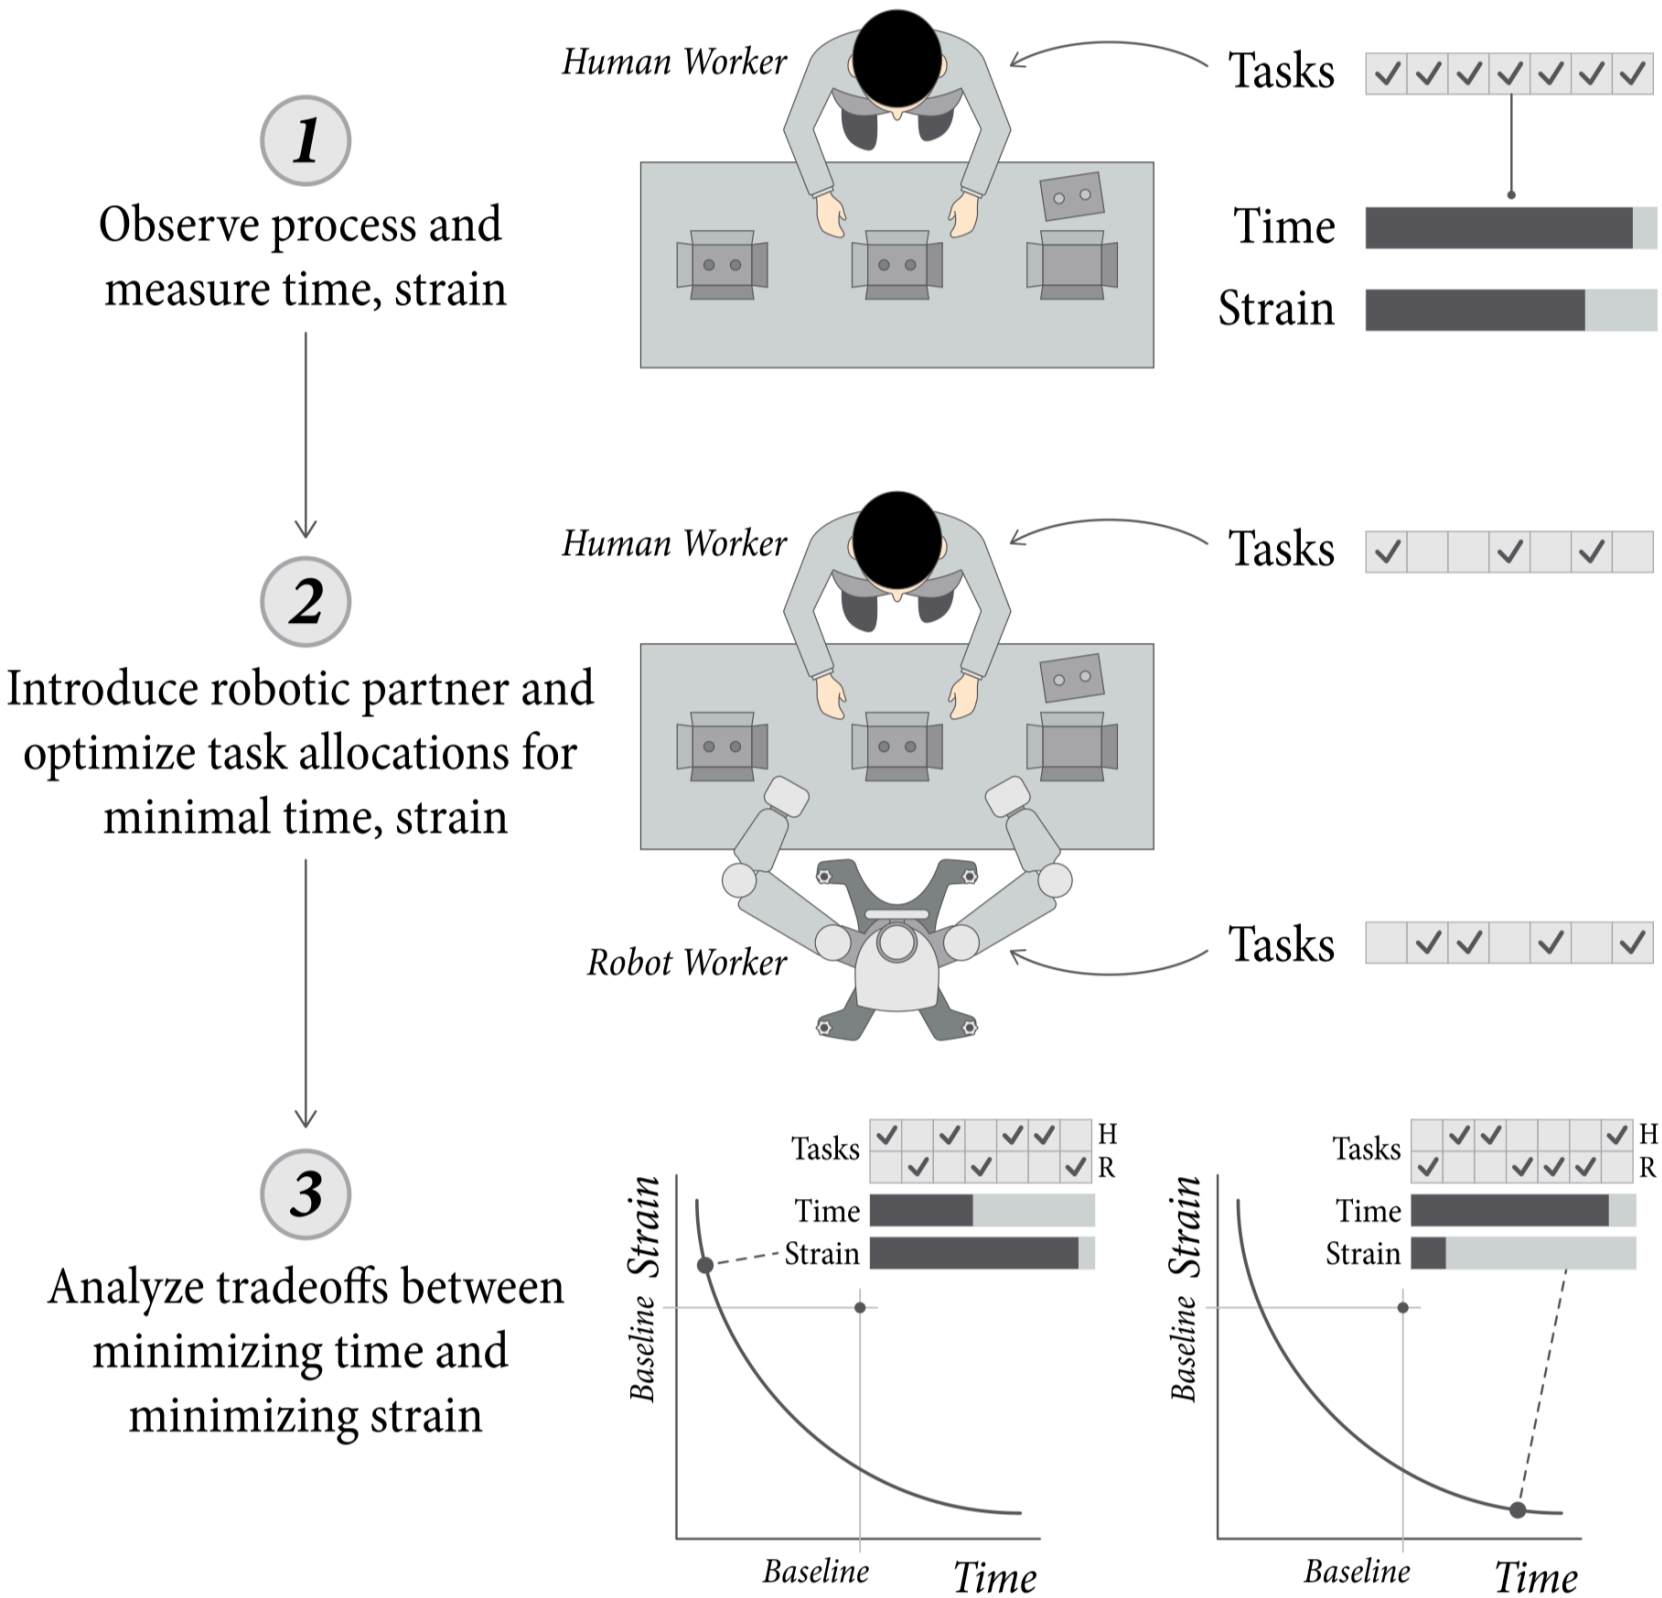 1
Observe process and
measure time, strain
Human Worker
Tasks
Time
Strain
2
Introduce robotic partner and
optimize task allocations for
minimal time, strain
Human Worker
Tasks
Robot Worker
Tasks
3
Analyze tradeoffs between
minimizing time and
minimizing strain
Tasks
H
R
Time
Strain
Baseline Strain
Baseline Time
Tasks
H
R
Time
Strain
Baseline Strain
Baseline Time